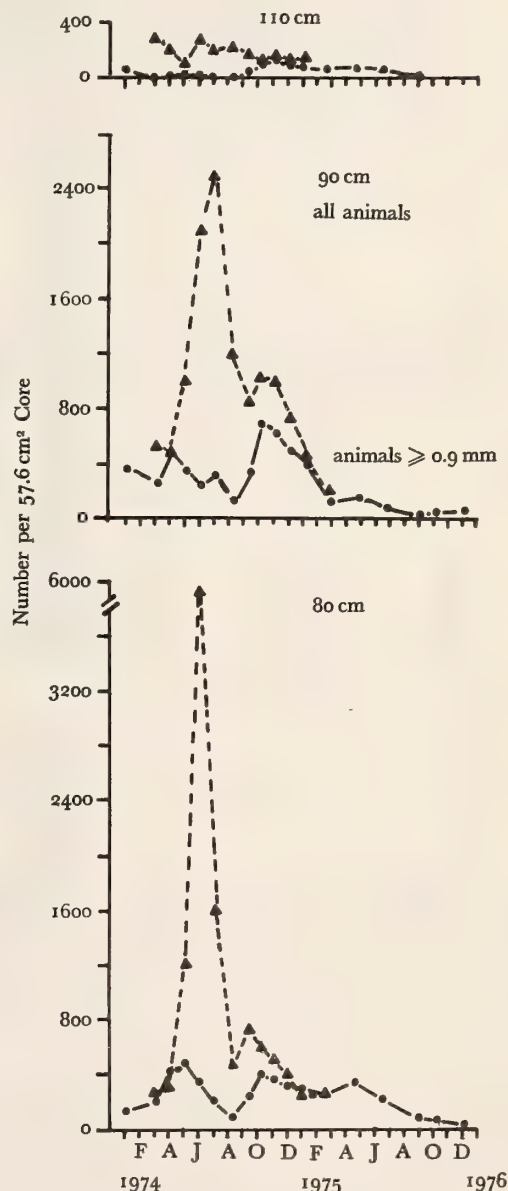 110 cm
400
0
90 cm
all animals
2400
1600
800
0
animals ⩾ 0.9 mm
Number per 57.6 cm² Core
80 cm
6000
3200
2400
1600
800
0
F A J A O D F A J A O D
1974 1975 1976